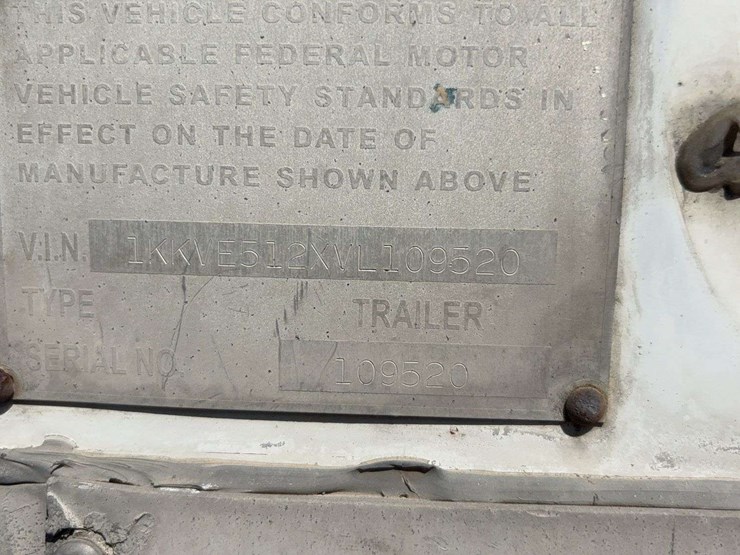 THIS VEHICLE CONFORMS TO ALL
APPLICABLE FEDERAL MOTOR
VEHICLE SAFETY STANDARDS IN
EFFECT ON THE DATE OF
MANUFACTURE SHOWN ABOVE
V.I.N. 1KKVE512XVL109520
TYPE TRAILER
SERIAL NO. 109520